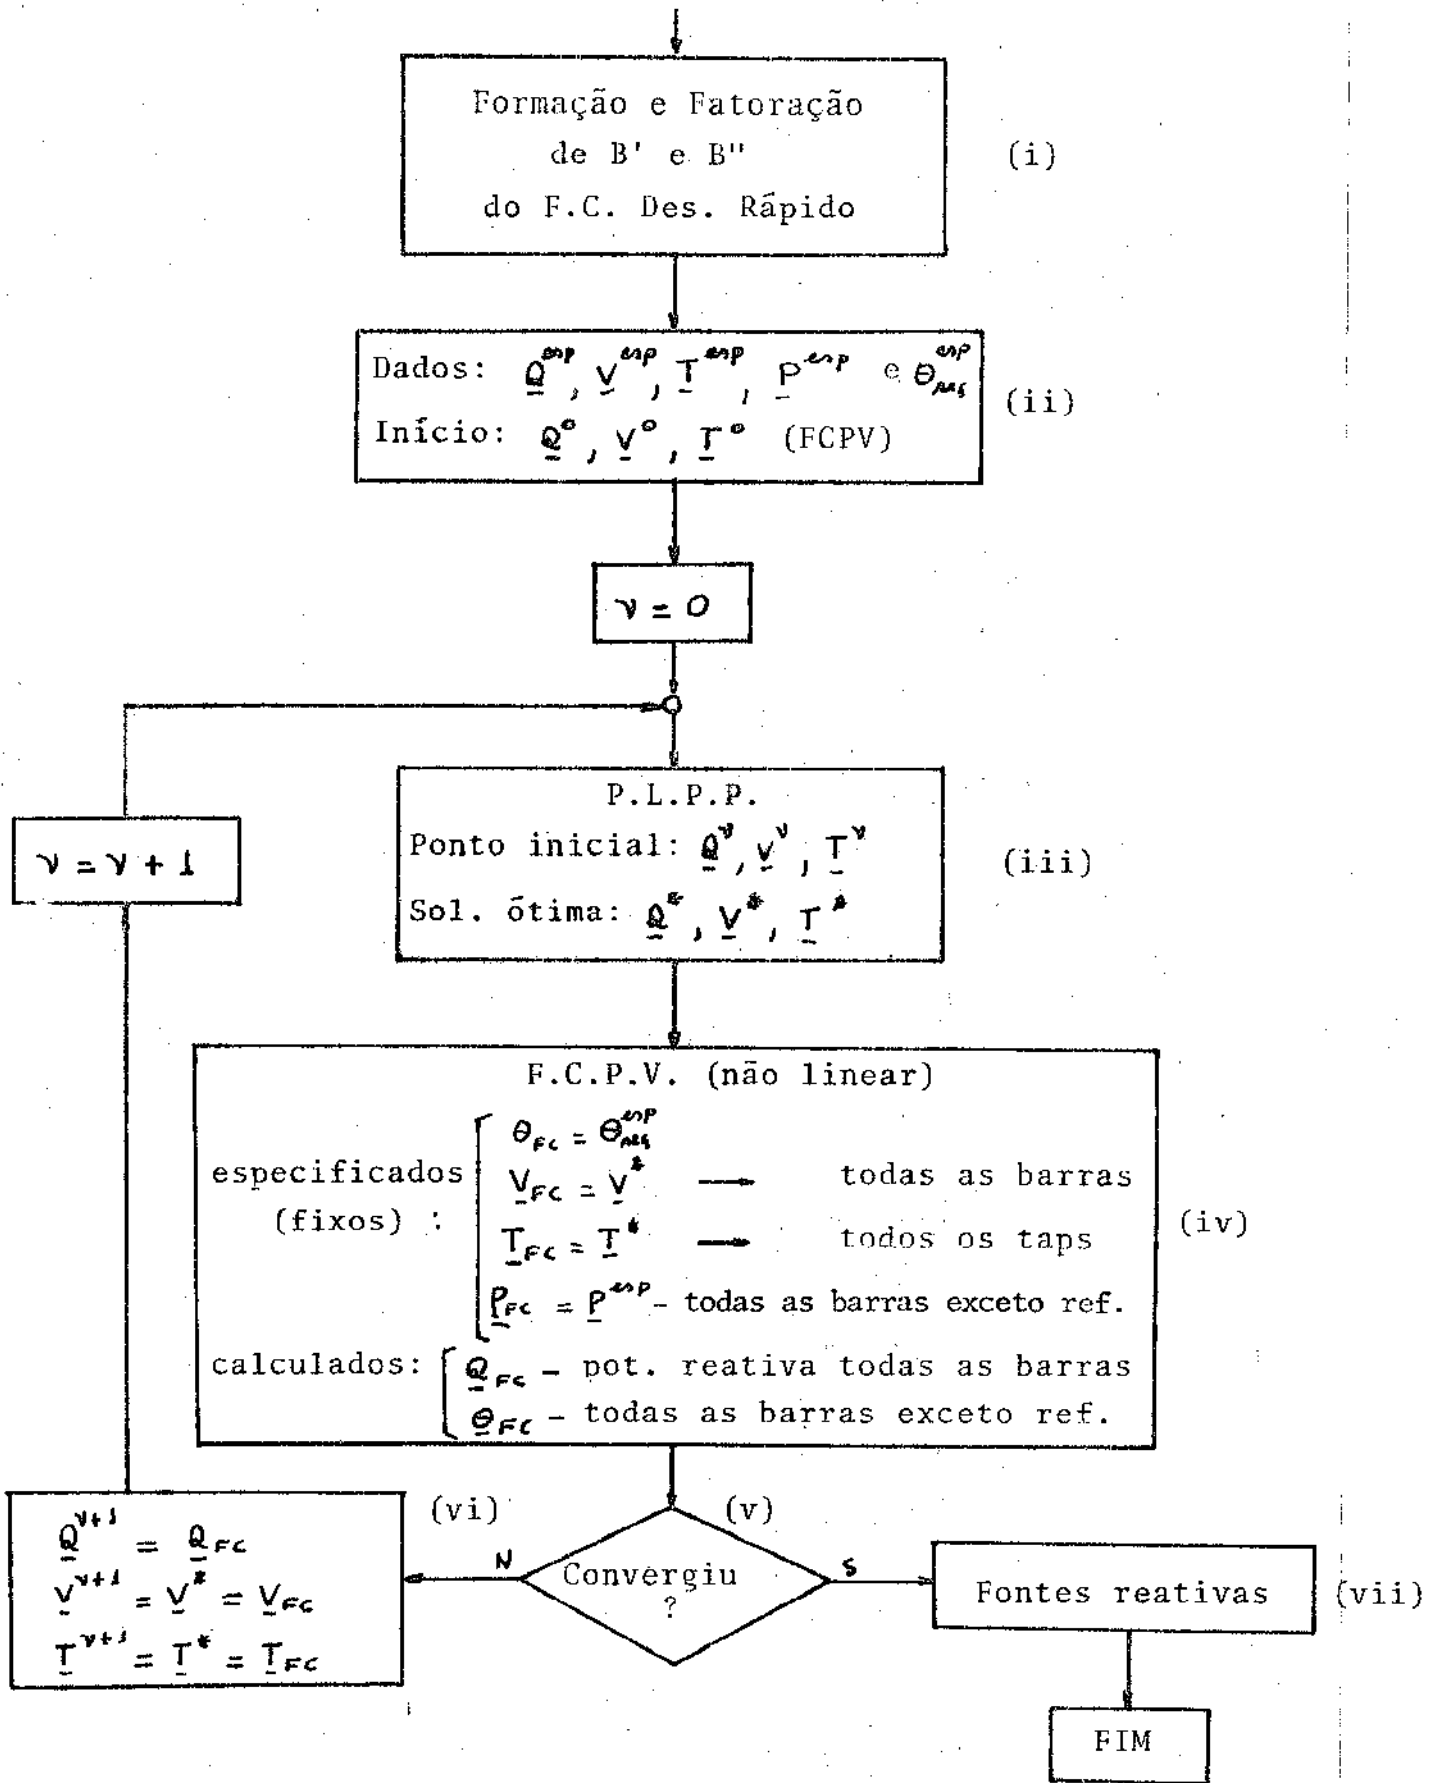 Formação e Fatoração
de B' e B"
do F.C. Des. Rápido
(i)
Dados: Q^esp, V^esp, T^esp, P^esp e θ_ref^esp
Início: Q^o, V^o, T^o (FCPV)
(ii)
ν = 0
P.L.P.P.
Ponto inicial: Q^ν, V^ν, T^ν
Sol. ótima: Q^*, V^*, T^*
(iii)
ν = ν + 1
F.C.P.V. (não linear)
especificados
(fixos) :
θ_FC = θ_ref^esp
V_FC = V^* → todas as barras
T_FC = T^* → todos os taps
P_FC = P^esp - todas as barras exceto ref.
(iv)
calculados:
Q_FC - pot. reativa todas as barras
θ_FC - todas as barras exceto ref.
(vi)
Q^ν+1 = Q_FC
V^ν+1 = V^* = V_FC
T^ν+1 = T^* = T_FC
(v)
N
Convergiu
?
S
Fontes reativas
(vii)
FIM